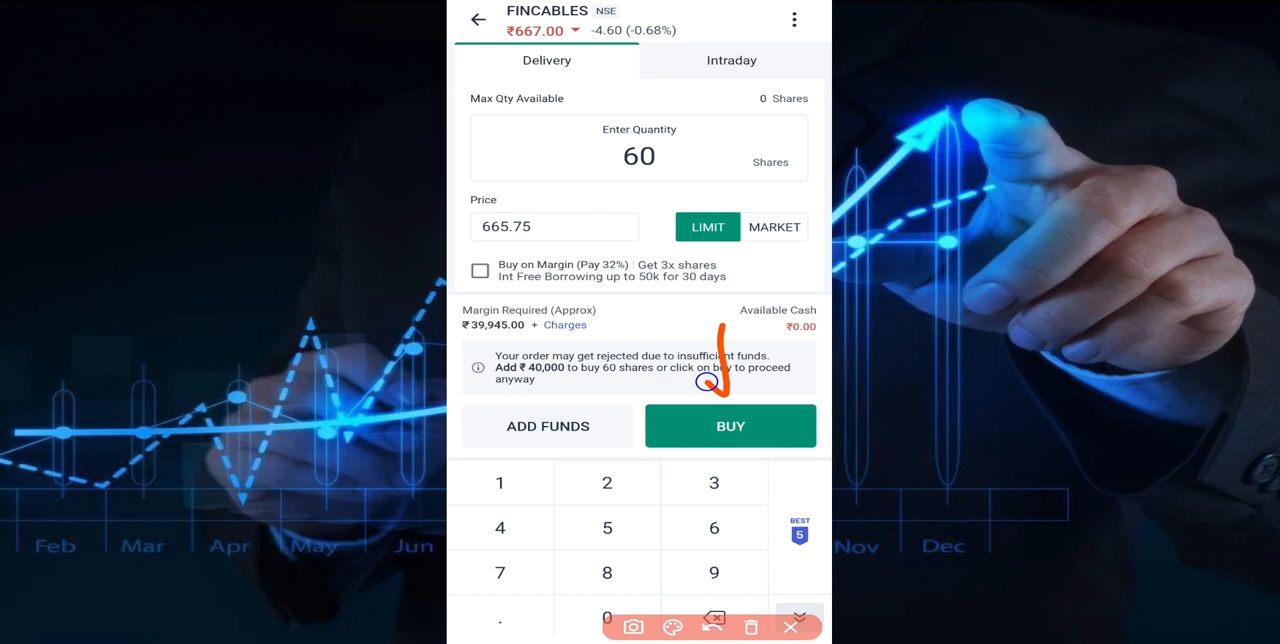 FINCABLES NSE
₹667.00 -4.60 (-0.68%)
Delivery Intraday
Max Qty Available 0 Shares
Enter Quantity
60
Shares
Price
665.75 LIMIT MARKET
Buy on Margin (Pay 32%) | Get 3x shares
Int Free Borrowing up to 50k for 30 days
Margin Required (Approx) Available Cash
₹39,945.00 + Charges ₹0.00
Your order may get rejected due to insufficient funds.
Add ₹ 40,000 to buy 60 shares or click on buy to proceed
anyway
ADD FUNDS BUY
1 2 3
4 5 6
BEST
5
7 8 9
. 0
Feb Mar Apr May Jun Nov Dec